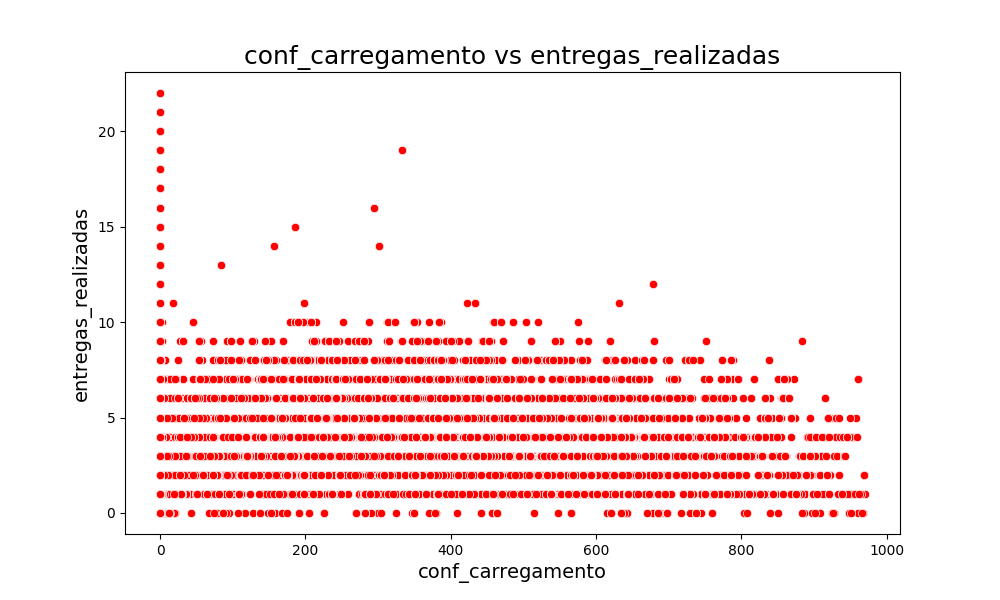 conf_carregamento vs entregas_realizadas
entregas_realizadas
20
15
10
5
0
0 200 400 600 800 1000
conf_carregamento